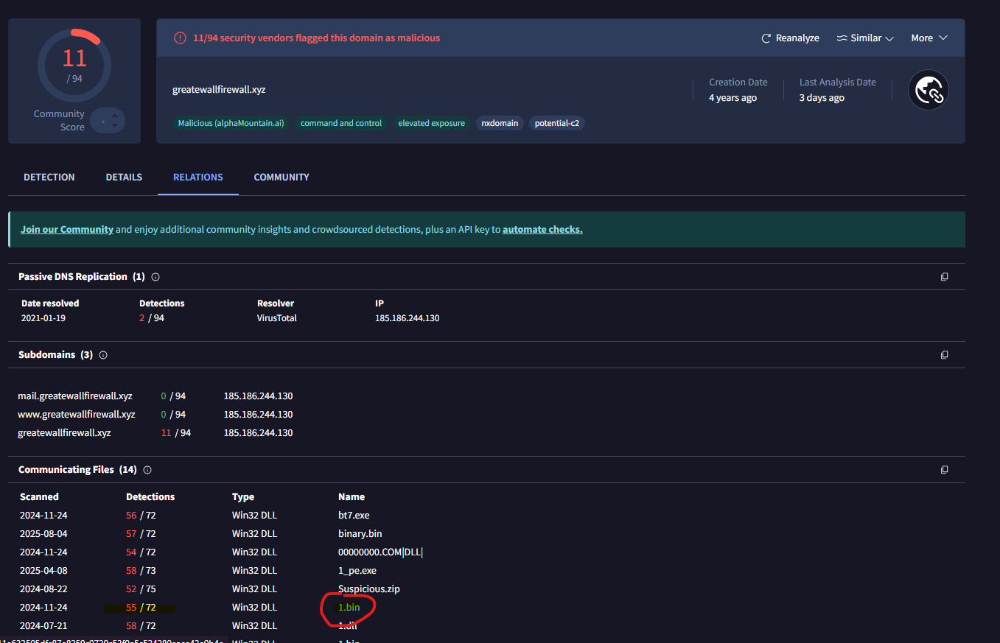 11/94 security vendors flagged this domain as malicious
Reanalyze
Similar
More
11
/ 94
Community
Score
greatewallfirewall.xyz
Creation Date
4 years ago
Last Analysis Date
3 days ago
Malicious (alphaMountain.ai) command and control elevated exposure nxdomain potential-c2
DETECTION DETAILS RELATIONS COMMUNITY
Join our Community and enjoy additional community insights and crowdsourced detections, plus an API key to automate checks.
Passive DNS Replication (1)
Date resolved Detections Resolver IP
2021-01-19 2 / 94 VirusTotal 185.186.244.130
Subdomains (3)
mail.greatewallfirewall.xyz 0 / 94 185.186.244.130
www.greatewallfirewall.xyz 0 / 94 185.186.244.130
greatewallfirewall.xyz 11 / 94 185.186.244.130
Communicating Files (14)
Scanned Detections Type Name
2024-11-24 56 / 72 Win32 DLL bt7.exe
2025-08-04 57 / 72 Win32 DLL binary.bin
2024-11-24 54 / 72 Win32 DLL 00000000.COM|DLL|
2025-04-08 58 / 73 Win32 DLL 1_pe.exe
2024-08-22 52 / 75 Win32 DLL Suspicious.zip
2024-11-24 55 / 72 Win32 DLL 1.bin
2024-07-21 58 / 72 Win32 DLL 1.dll
Win32 DLL 1.bin